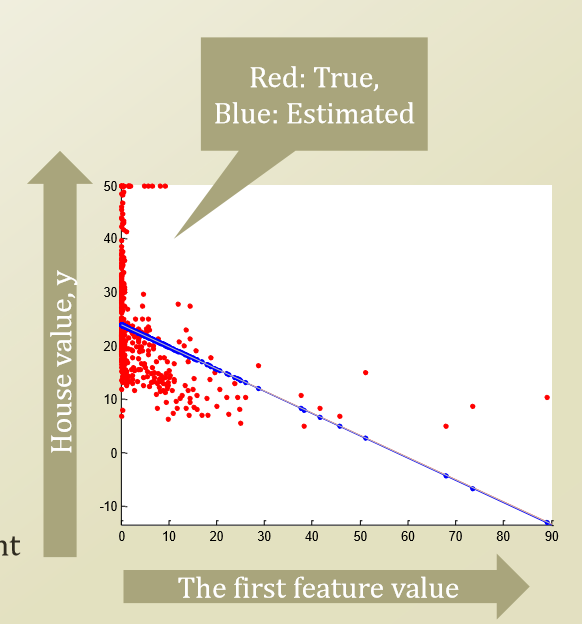 Red: True,
Blue: Estimated
House value, y
50
40
30
20
10
0
-10
0 10 20 30 40 50 60 70 80 90
nt
The first feature value